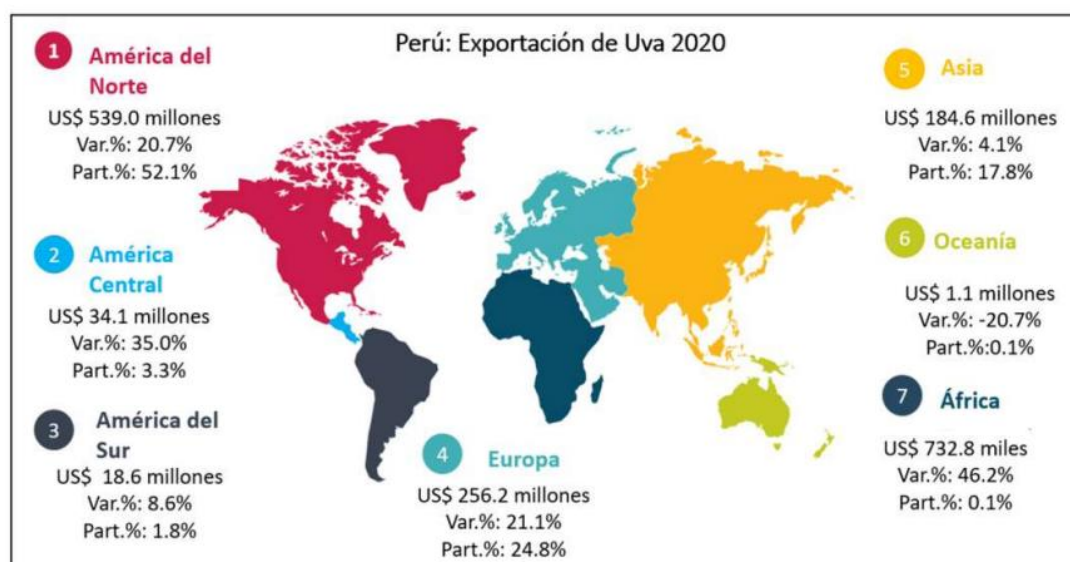 Perú: Exportación de Uva 2020
1
América del
Norte
US$ 539.0 millones
Var.%: 20.7%
Part.%: 52.1%
2
América
Central
US$ 34.1 millones
Var.%: 35.0%
Part.%: 3.3%
3
América del
Sur
US$ 18.6 millones
Var.%: 8.6%
Part.%: 1.8%
4
Europa
US$ 256.2 millones
Var.%: 21.1%
Part.%: 24.8%
5
Asia
US$ 184.6 millones
Var.%: 4.1%
Part.%: 17.8%
6
Oceanía
US$ 1.1 millones
Var.%: -20.7%
Part.%:0.1%
7
África
US$ 732.8 miles
Var.%: 46.2%
Part.%: 0.1%